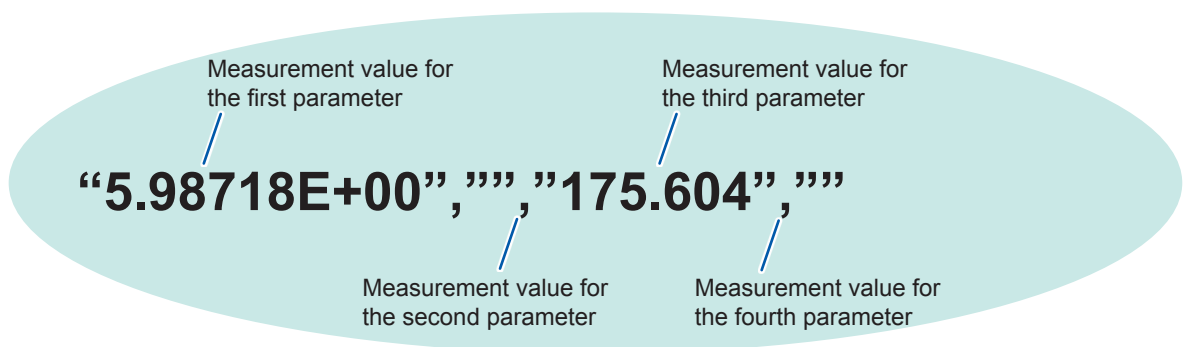 Measurement value for
the first parameter
Measurement value for
the third parameter
“5.98718E+00”,””,”175.604”,””
Measurement value for
the second parameter
Measurement value for
the fourth parameter